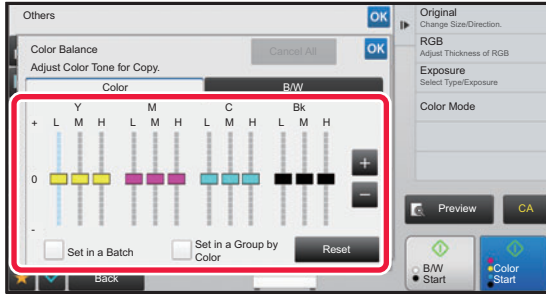 Others
OK
Color Balance
Cancel All
OK
Adjust Color Tone for Copy.
Color
B/W
Y M C Bk
+ L M H L M H L M H L M H
+
0
-
-
Set in a Batch
Set in a Group by
Color
Reset
Back
Original
Change Size/Direction.
RGB
Adjust Thickness of RGB
Exposure
Select Type/Exposure
Color Mode
Preview
CA
B/W
Start
Color
Start